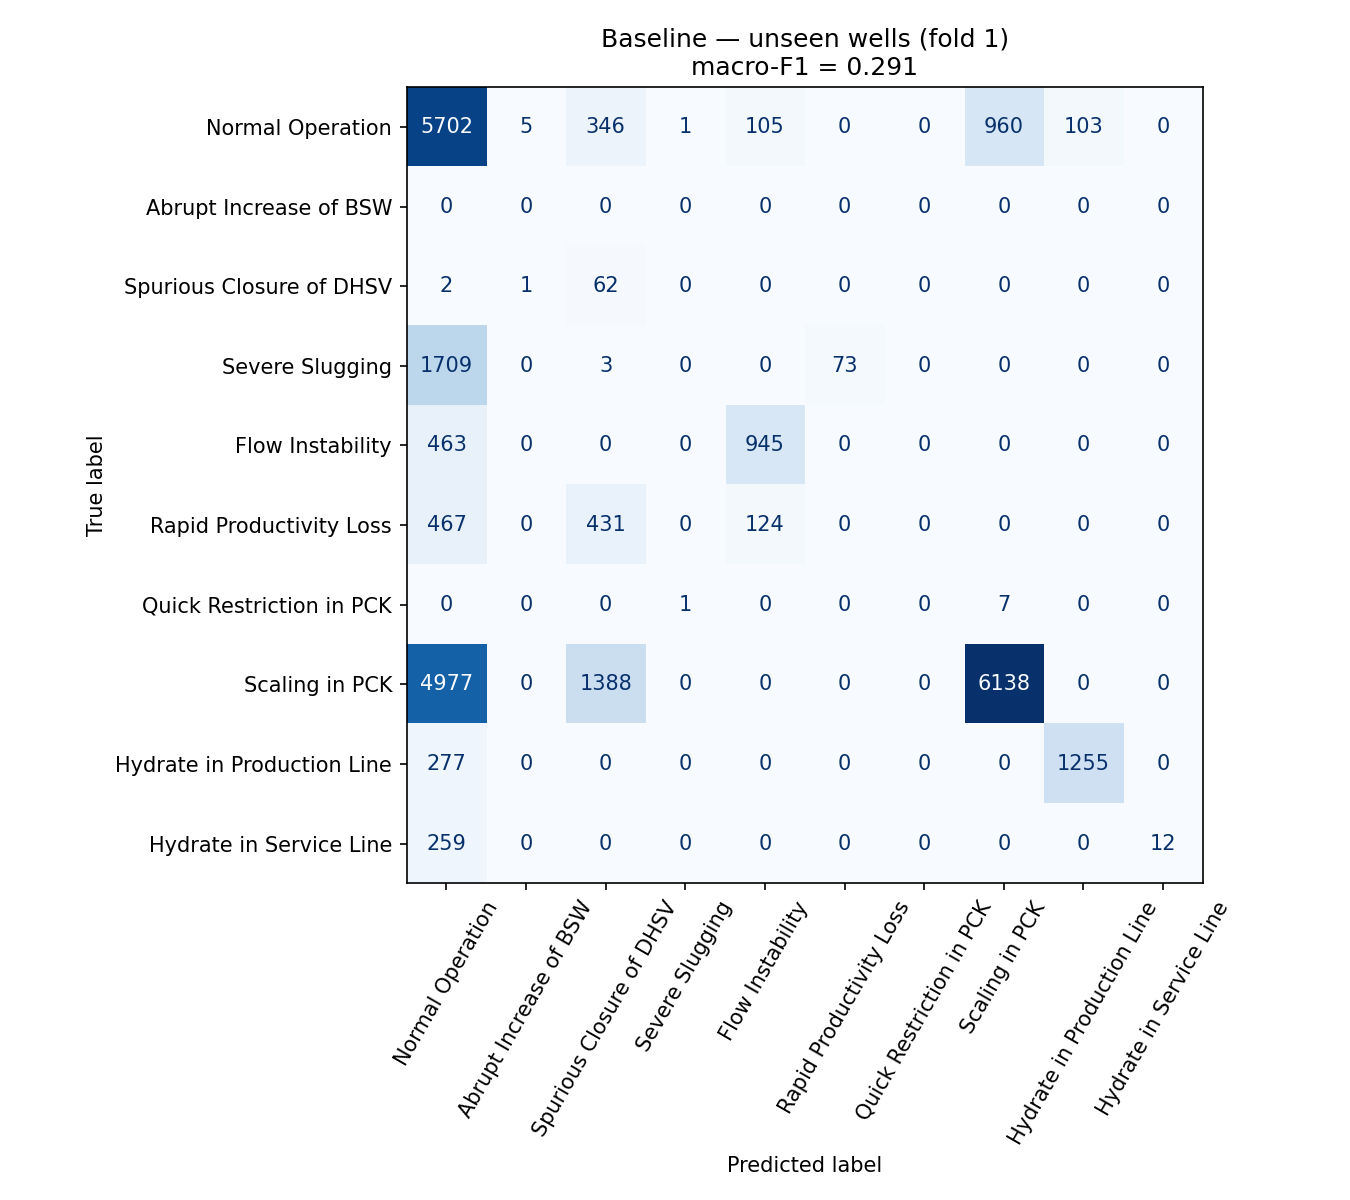 Baseline — unseen wells (fold 1)
macro-F1 = 0.291
Normal Operation 5702 5 346 1 105 0 0 960 103 0
Abrupt Increase of BSW 0 0 0 0 0 0 0 0 0 0
Spurious Closure of DHSV 2 1 62 0 0 0 0 0 0 0
Severe Slugging 1709 0 3 0 0 73 0 0 0 0
Flow Instability 463 0 0 0 945 0 0 0 0 0
Rapid Productivity Loss 467 0 431 0 124 0 0 0 0 0
Quick Restriction in PCK 0 0 0 1 0 0 0 7 0 0
Scaling in PCK 4977 0 1388 0 0 0 0 6138 0 0
Hydrate in Production Line 277 0 0 0 0 0 0 0 1255 0
Hydrate in Service Line 259 0 0 0 0 0 0 0 0 12
True label
Normal Operation
Abrupt Increase of BSW
Spurious Closure of DHSV
Severe Slugging
Flow Instability
Rapid Productivity Loss
Quick Restriction in PCK
Scaling in PCK
Hydrate in Production Line
Hydrate in Service Line
Predicted label